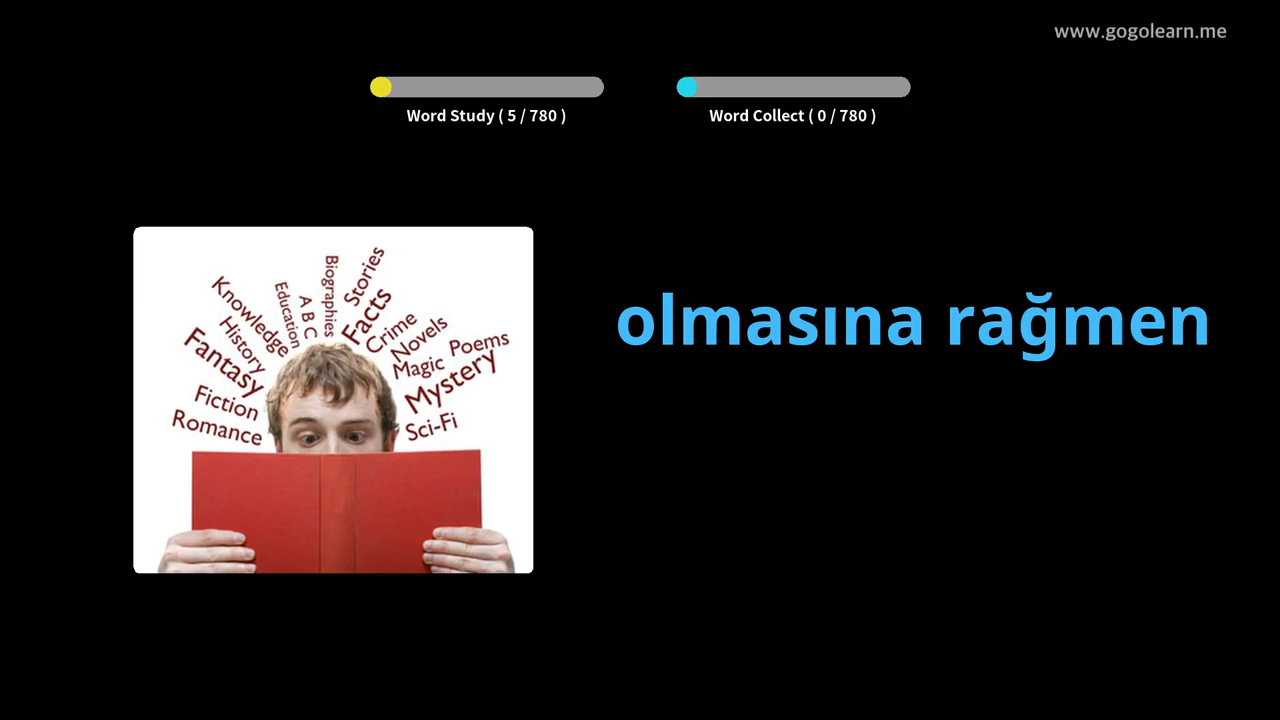 www.gogolearn.me
Word Study ( 5 / 780 )
Word Collect ( 0 / 780 )
olmasına rağmen
Knowledge
History
Fantasy
Fiction
Romance
Education
A B C
Biographies
Stories
Facts
Crime
Novels
Magic
Poems
Mystery
Sci-Fi